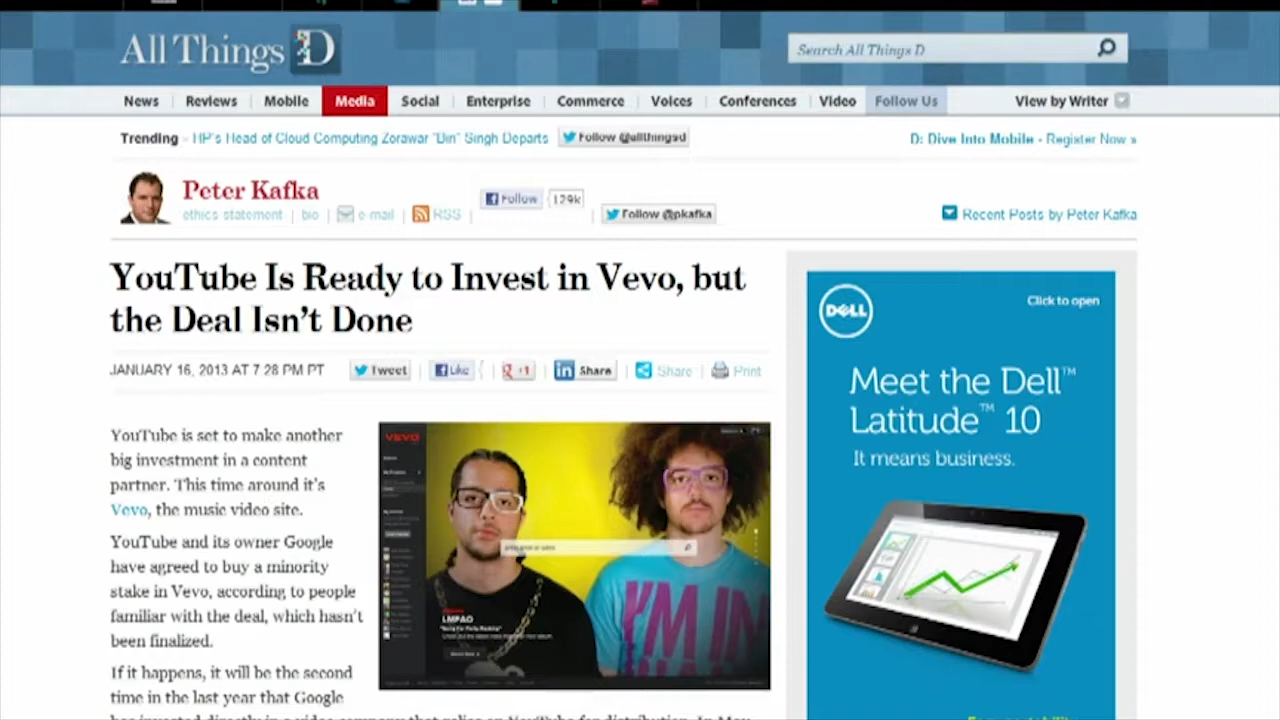 All Things D
Search All Things D
News Reviews Mobile Media Social Enterprise Commerce Voices Conferences Video Follow Us View by Writer
Trending - HP's Head of Cloud Computing Zorawar "Biri" Singh Departs Follow @allthingsd D: Dive Into Mobile - Register Now »
Peter Kafka
ethics statement | bio | e-mail | RSS | Follow 129k | Follow @pkafka
Recent Posts by Peter Kafka
YouTube Is Ready to Invest in Vevo, but
the Deal Isn't Done
JANUARY 16, 2013 AT 7:28 PM PT Tweet | Like | +1 | Share | Share | Print
YouTube is set to make another
big investment in a content
partner. This time around it's
Vevo, the music video site.
YouTube and its owner Google
have agreed to buy a minority
stake in Vevo, according to people
familiar with the deal, which hasn't
been finalized.
If it happens, it will be the second
time in the last year that Google
VEVO
LMFAO
I'M IN
DELL
Click to open
Meet the Dell™
Latitude™ 10
It means business.